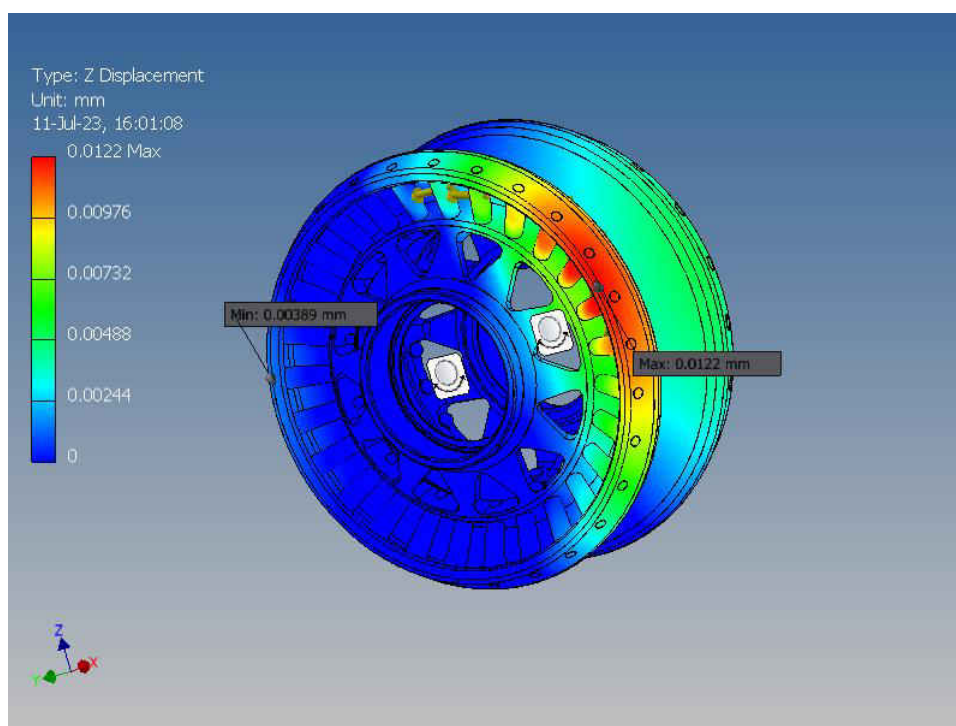 Type: Z Displacement
Unit: mm
11-Jul-23, 16:01:08
0.0122 Max
0.00976
0.00732
0.00488
0.00244
0
Min: 0.00389 mm
Max: 0.0122 mm
Z
Y
X